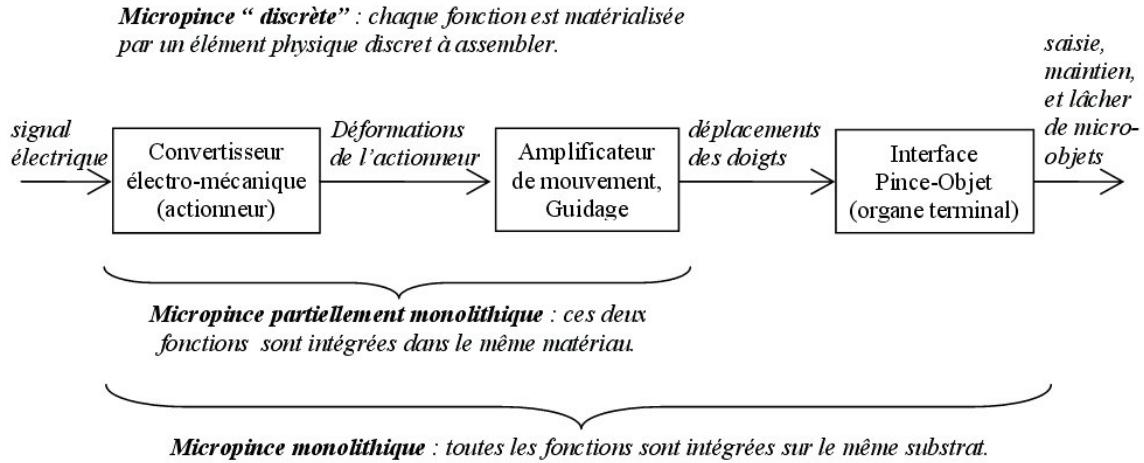 Micropince “ discrète” : chaque fonction est matérialisée
par un élément physique discret à assembler.
signal
électrique
Convertisseur
électro-mécanique
(actionneur)
Déformations
de l’actionneur
Amplificateur
de mouvement,
Guidage
déplacements
des doigts
Interface
Pince-Objet
(organe terminal)
saisie,
maintien,
et lâcher
de micro-
objets
Micropince partiellement monolithique : ces deux
fonctions sont intégrées dans le même matériau.
Micropince monolithique : toutes les fonctions sont intégrées sur le même substrat.